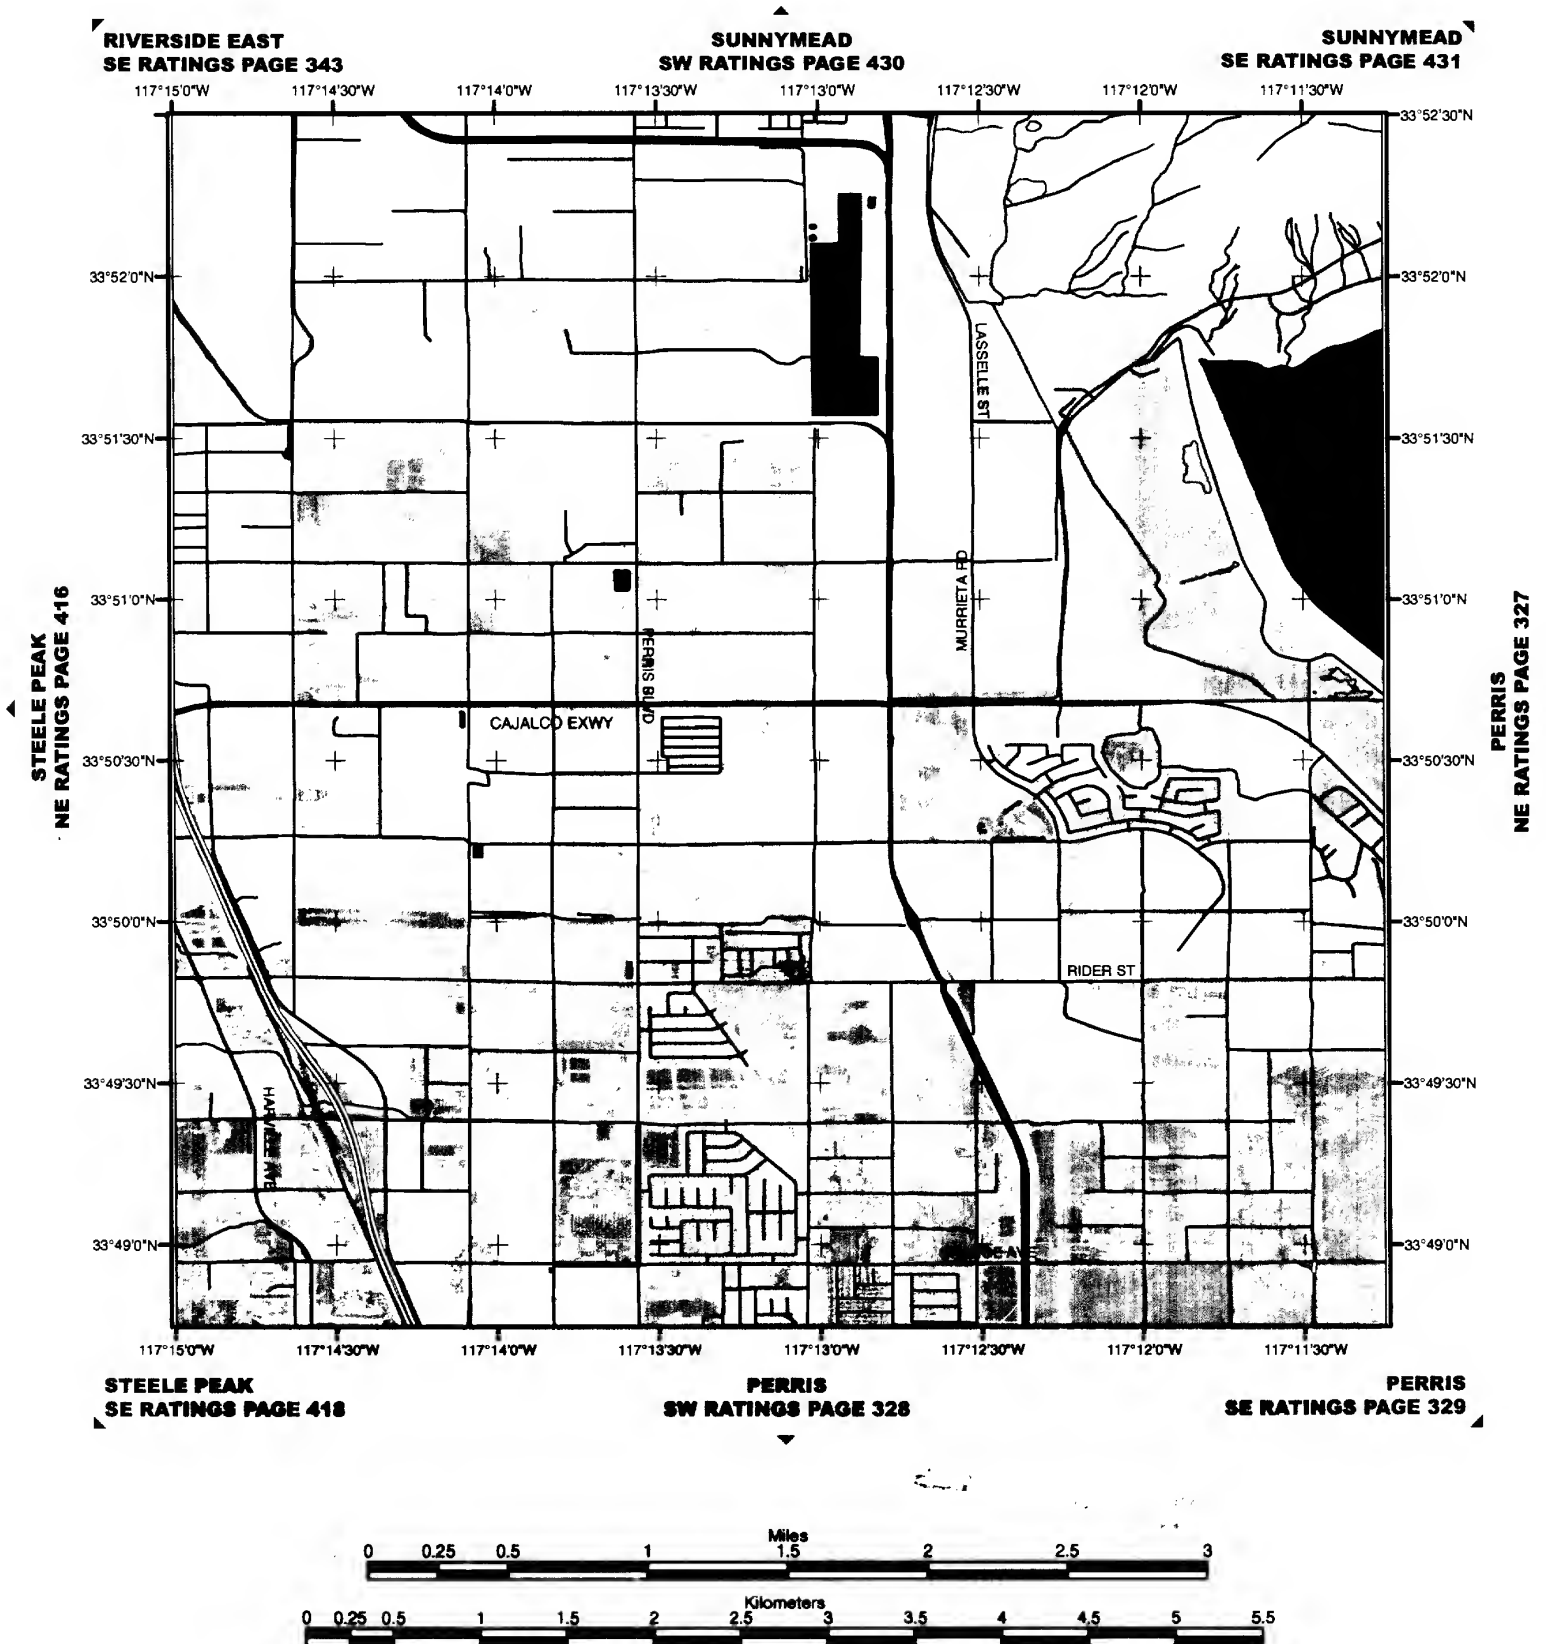 RIVERSIDE EAST
SE RATINGS PAGE 343
SUNNYMEAD
SW RATINGS PAGE 430
SUNNYMEAD
SE RATINGS PAGE 431
117°15'0"W
117°14'30"W
117°14'0"W
117°13'30"W
117°13'0"W
117°12'30"W
117°12'0"W
117°11'30"W
33°52'30"N
33°52'0"N
33°52'0"N
LASSELLE ST
33°51'30"N
33°51'30"N
MURRIETA RD
33°51'0"N
33°51'0"N
STEELE PEAK
NE RATINGS PAGE 416
PERRIS
NE RATINGS PAGE 327
PERRIS BLVD
CAJALCO EXWY
33°50'30"N
33°50'30"N
33°50'0"N
33°50'0"N
RIDER ST
33°49'30"N
33°49'30"N
HARVILLE AVE
33°49'0"N
AVE
33°49'0"N
117°15'0"W
117°14'30"W
117°14'0"W
117°13'30"W
117°13'0"W
117°12'30"W
117°12'0"W
117°11'30"W
STEELE PEAK
SE RATINGS PAGE 418
PERRIS
SW RATINGS PAGE 328
PERRIS
SE RATINGS PAGE 329
Miles
0 0.25 0.5 1 1.5 2 2.5 3
Kilometers
0 0.25 0.5 1 1.5 2 2.5 3 3.5 4 4.5 5 5.5